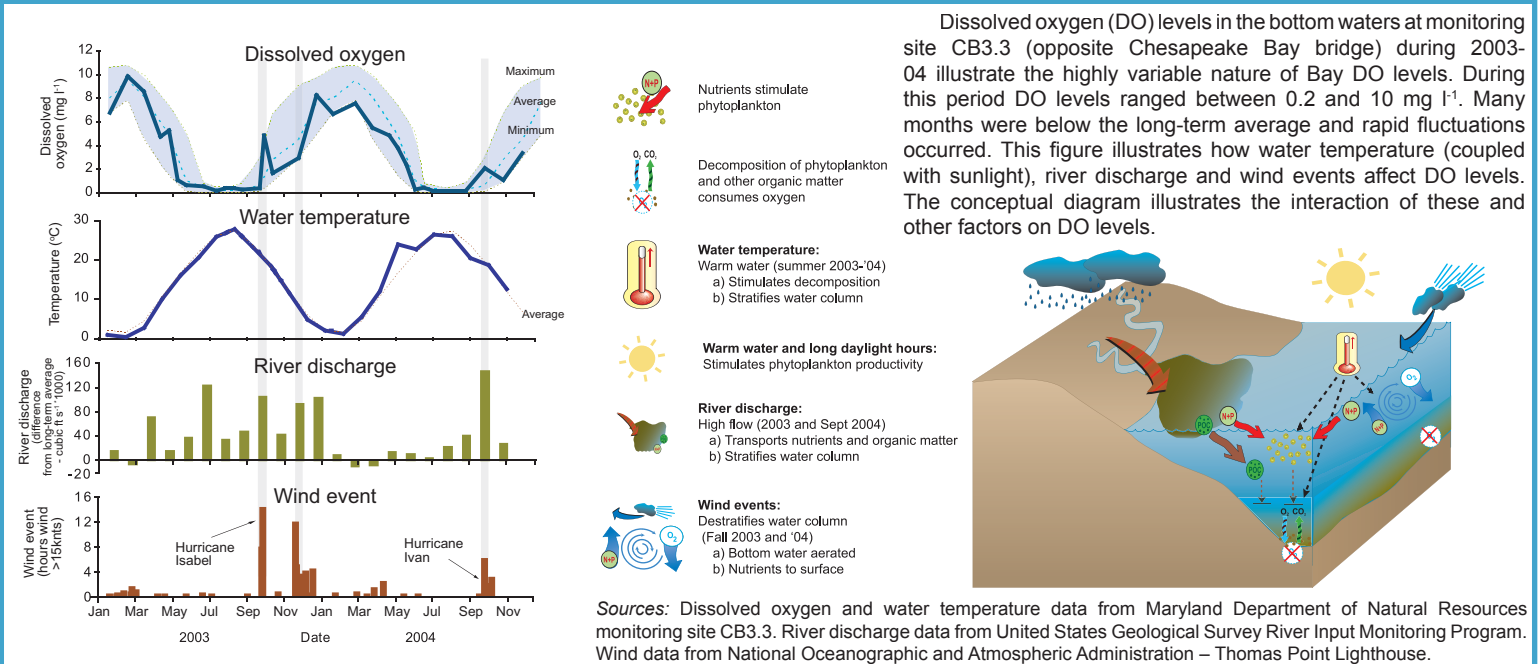 Dissolved oxygen
12
10
8
6
4
2
0
Dissolved
oxygen (mg l-1)
Maximum
Average
Minimum
Water temperature
30
20
10
0
Temperature (ºC)
Average
River discharge
160
120
80
40
0
-20
River discharge
(difference
from long-term average
- cubic ft s-1 *1000)
Wind event
16
12
8
4
0
Wind event
(hours wind
>15knts)
Hurricane
Isabel
Hurricane
Ivan
Jan Mar May Jul Sep Nov Jan Mar May Jul Sep Nov
2003 Date 2004
N+P
Nutrients stimulate
phytoplankton
O2 CO2
O2
Decomposition of phytoplankton
and other organic matter
consumes oxygen
Water temperature:
Warm water (summer 2003-'04)
a) Stimulates decomposition
b) Stratifies water column
Warm water and long daylight hours:
Stimulates phytoplankton productivity
River discharge:
High flow (2003 and Sept 2004)
a) Transports nutrients and organic matter
b) Stratifies water column
Wind events:
Destratifies water column
(Fall 2003 and '04)
a) Bottom water aerated
b) Nutrients to surface
N+P
O2
Dissolved oxygen (DO) levels in the bottom waters at monitoring
site CB3.3 (opposite Chesapeake Bay bridge) during 2003-
04 illustrate the highly variable nature of Bay DO levels. During
this period DO levels ranged between 0.2 and 10 mg l-1. Many
months were below the long-term average and rapid fluctuations
occurred. This figure illustrates how water temperature (coupled
with sunlight), river discharge and wind events affect DO levels.
The conceptual diagram illustrates the interaction of these and
other factors on DO levels.
POC
N+P
N+P
N+P
O2
O2
POC
O2 CO2
O2
Sources: Dissolved oxygen and water temperature data from Maryland Department of Natural Resources
monitoring site CB3.3. River discharge data from United States Geological Survey River Input Monitoring Program.
Wind data from National Oceanographic and Atmospheric Administration – Thomas Point Lighthouse.